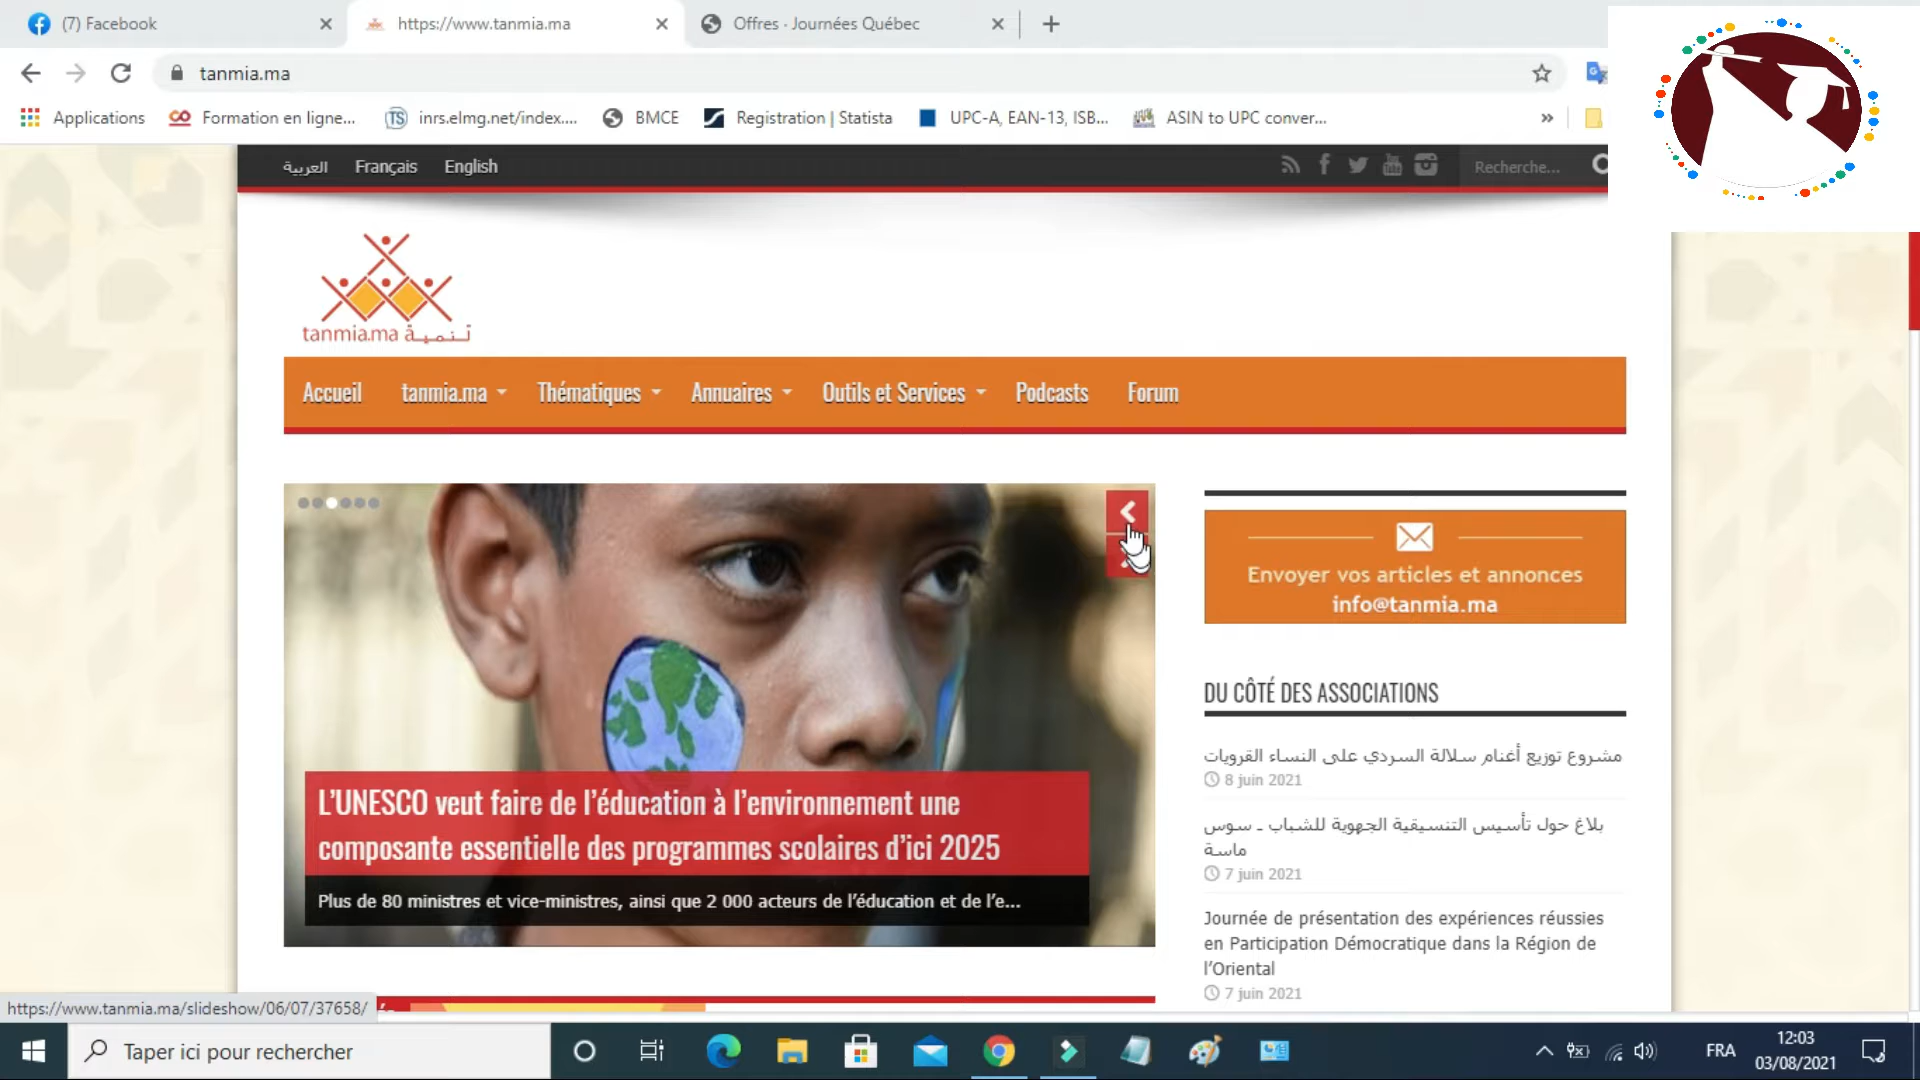 (7) Facebook
https://www.tanmia.ma
Offres - Journées Québec
tanmia.ma
Applications
Formation en ligne...
inrs.elmg.net/index....
BMCE
Registration | Statista
UPC-A, EAN-13, ISB...
ASIN to UPC conver...
العربية
Français
English
Recherche...
tanmia.ma تنمية
Accueil
tanmia.ma
Thématiques
Annuaires
Outils et Services
Podcasts
Forum
L'UNESCO veut faire de l'éducation à l'environnement une
composante essentielle des programmes scolaires d'ici 2025
Plus de 80 ministres et vice-ministres, ainsi que 2 000 acteurs de l'éducation et de l'e...
Envoyer vos articles et annonces
info@tanmia.ma
DU CÔTÉ DES ASSOCIATIONS
مشروع توزيع أغنام سلالة السردي على النساء القرويات
8 juin 2021
بلاغ حول تأسيس التنسيقية الجهوية للشباب ـ سوس
ماسة
7 juin 2021
Journée de présentation des expériences réussies
en Participation Démocratique dans la Région de
l'Oriental
7 juin 2021
https://www.tanmia.ma/slideshow/06/07/37658/
Taper ici pour rechercher
FRA
12:03
03/08/2021